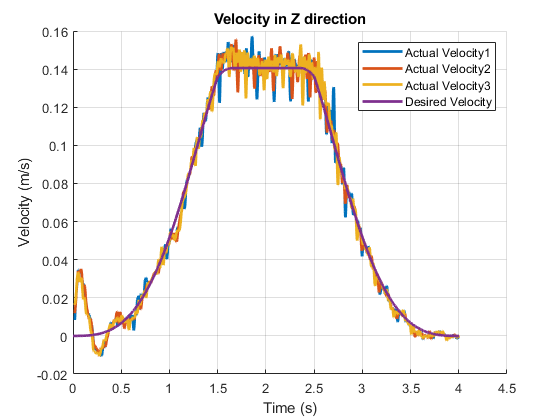 Velocity in Z direction
0.16
0.14
0.12
0.1
0.08
0.06
0.04
0.02
0
-0.02
Velocity (m/s)
Actual Velocity1
Actual Velocity2
Actual Velocity3
Desired Velocity
0 0.5 1 1.5 2 2.5 3 3.5 4 4.5
Time (s)